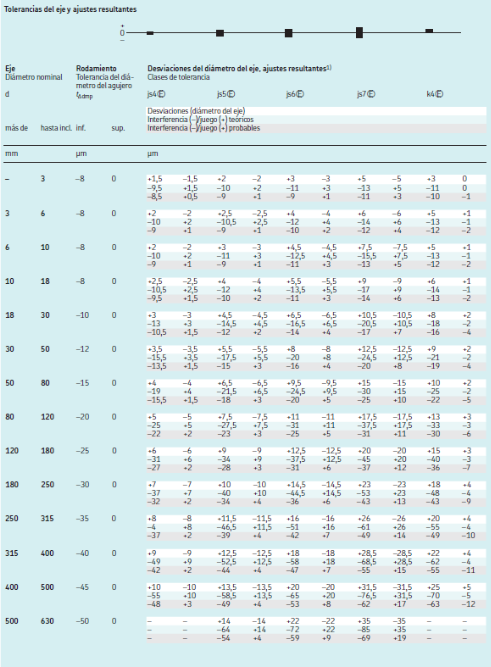 Tolerancias del eje y ajustes resultantes
+
0
−
Eje Rodamiento Desviaciones del diámetro del eje, ajustes resultantes1)
Diámetro nominal Tolerancia del diá- Clases de tolerancia
metro del agujero
d tΔdmp js4Ⓔ js5Ⓔ js6Ⓔ js7Ⓔ k4Ⓔ
Desviaciones (diámetro del eje)
Interferencia (−)/juego (+) teóricos
más de hasta incl. inf. sup. Interferencia (−)/juego (+) probables
mm µm µm
– 3 −8 0 +1,5 −1,5 +2 −2 +3 −3 +5 −5 +3 0
−9,5 +1,5 −10 +2 −11 +3 −13 +5 −11 0
−8,5 +0,5 −9 +1 −9 +1 −11 +3 −10 −1
3 6 −8 0 +2 −2 +2,5 −2,5 +4 −4 +6 −6 +5 +1
−10 +2 −10,5 +2,5 −12 +4 −14 +6 −13 −1
−9 +1 −9 +1 −10 +2 −12 +4 −12 −2
6 10 −8 0 +2 −2 +3 −3 +4,5 −4,5 +7,5 −7,5 +5 +1
−10 +2 −11 +3 −12,5 +4,5 −15,5 +7,5 −13 −1
−9 +1 −9 +1 −11 +3 −13 +5 −12 −2
10 18 −8 0 +2,5 −2,5 +4 −4 +5,5 −5,5 +9 −9 +6 +1
−10,5 +2,5 −12 +4 −13,5 +5,5 −17 +9 −14 −1
−9,5 +1,5 −10 +2 −11 +3 −14 +6 −13 −2
18 30 −10 0 +3 −3 +4,5 −4,5 +6,5 −6,5 +10,5 −10,5 +8 +2
−13 +3 −14,5 +4,5 −16,5 +6,5 −20,5 +10,5 −18 −2
−10,5 +1,5 −12 +2 −14 +4 −17 +7 −16 −4
30 50 −12 0 +3,5 −3,5 +5,5 −5,5 +8 −8 +12,5 −12,5 +9 +2
−15,5 +3,5 −17,5 +5,5 −20 +8 −24,5 +12,5 −21 −2
−13,5 +1,5 −15 +3 −16 +4 −20 +8 −19 −4
50 80 −15 0 +4 −4 +6,5 −6,5 +9,5 −9,5 +15 −15 +10 +2
−19 +4 −21,5 +6,5 −24,5 +9,5 −30 +15 −25 −2
−15,5 +1,5 −18 +3 −20 +5 −25 +10 −22 −5
80 120 −20 0 +5 −5 +7,5 −7,5 +11 −11 +17,5 −17,5 +13 +3
−25 +5 −27,5 +7,5 −31 +11 −37,5 +17,5 −33 −3
−22 +2 −23 +3 −25 +5 −31 +11 −30 −6
120 180 −25 0 +6 −6 +9 −9 +12,5 −12,5 +20 −20 +15 +3
−31 +6 −34 +9 −37,5 +12,5 −45 +20 −40 −3
−27 +2 −28 +3 −31 +6 −37 +12 −36 −7
180 250 −30 0 +7 −7 +10 −10 +14,5 −14,5 +23 −23 +18 +4
−37 +7 −40 +10 −44,5 +14,5 −53 +23 −48 −4
−32 +2 −34 +4 −36 +6 −43 +13 −43 −9
250 315 −35 0 +8 −8 +11,5 −11,5 +16 −16 +26 −26 +20 +4
−4 +8 −46,5 +11,5 −51 +16 −61 +26 −55 −4
−37 +2 −39 +4 −42 +7 −49 +14 −49 −10
315 400 −40 0 +9 −9 +12,5 −12,5 +18 −18 +28,5 −28,5 +22 +4
−49 +9 −52,5 +12,5 −58 +18 −68,5 +28,5 −62 −4
−42 +2 −44 +4 −47 +7 −55 +15 −55 −11
400 500 −45 0 +10 −10 +13,5 −13,5 +20 −20 +31,5 −31,5 +25 +5
−55 +10 −58,5 +13,5 −65 +20 −76,5 +31,5 −70 −5
−48 +3 −49 +4 −53 +8 −62 +17 −63 −12
500 630 −50 0 – – +14 −14 +22 −22 +35 −35 – –
– – −64 +14 −72 +22 −85 +35 – –
– – −54 +4 −59 +9 −69 +19 – –